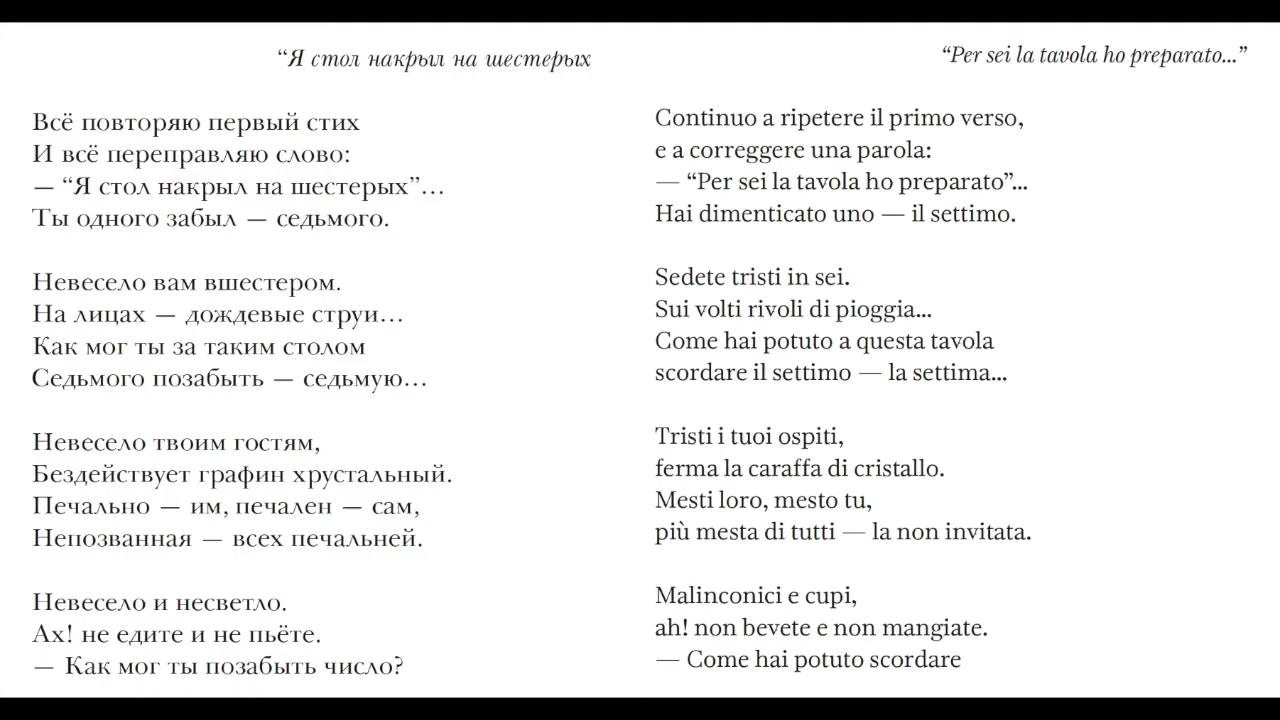 “Я стол накрыл на шестерых
Всё повторяю первый стих
И всё переправляю слово:
— “Я стол накрыл на шестерых”…
Ты одного забыл — седьмого.
Невесело вам вшестером.
На лицах — дождевые струи…
Как мог ты за таким столом
Седьмого позабыть — седьмую…
Невесело твоим гостям,
Бездействует графин хрустальный.
Печально — им, печален — сам,
Непозванная — всех печальней.
Невесело и несветло.
Ах! не едите и не пьёте.
— Как мог ты позабыть число?
“Per sei la tavola ho preparato...”
Continuo a ripetere il primo verso,
e a correggere una parola:
— “Per sei la tavola ho preparato”...
Hai dimenticato uno — il settimo.
Sedete tristi in sei.
Sui volti rivoli di pioggia...
Come hai potuto a questa tavola
scordare il settimo — la settima...
Tristi i tuoi ospiti,
ferma la caraffa di cristallo.
Mesti loro, mesto tu,
più mesta di tutti — la non invitata.
Malinconici e cupi,
ah! non bevete e non mangiate.
— Come hai potuto scordare